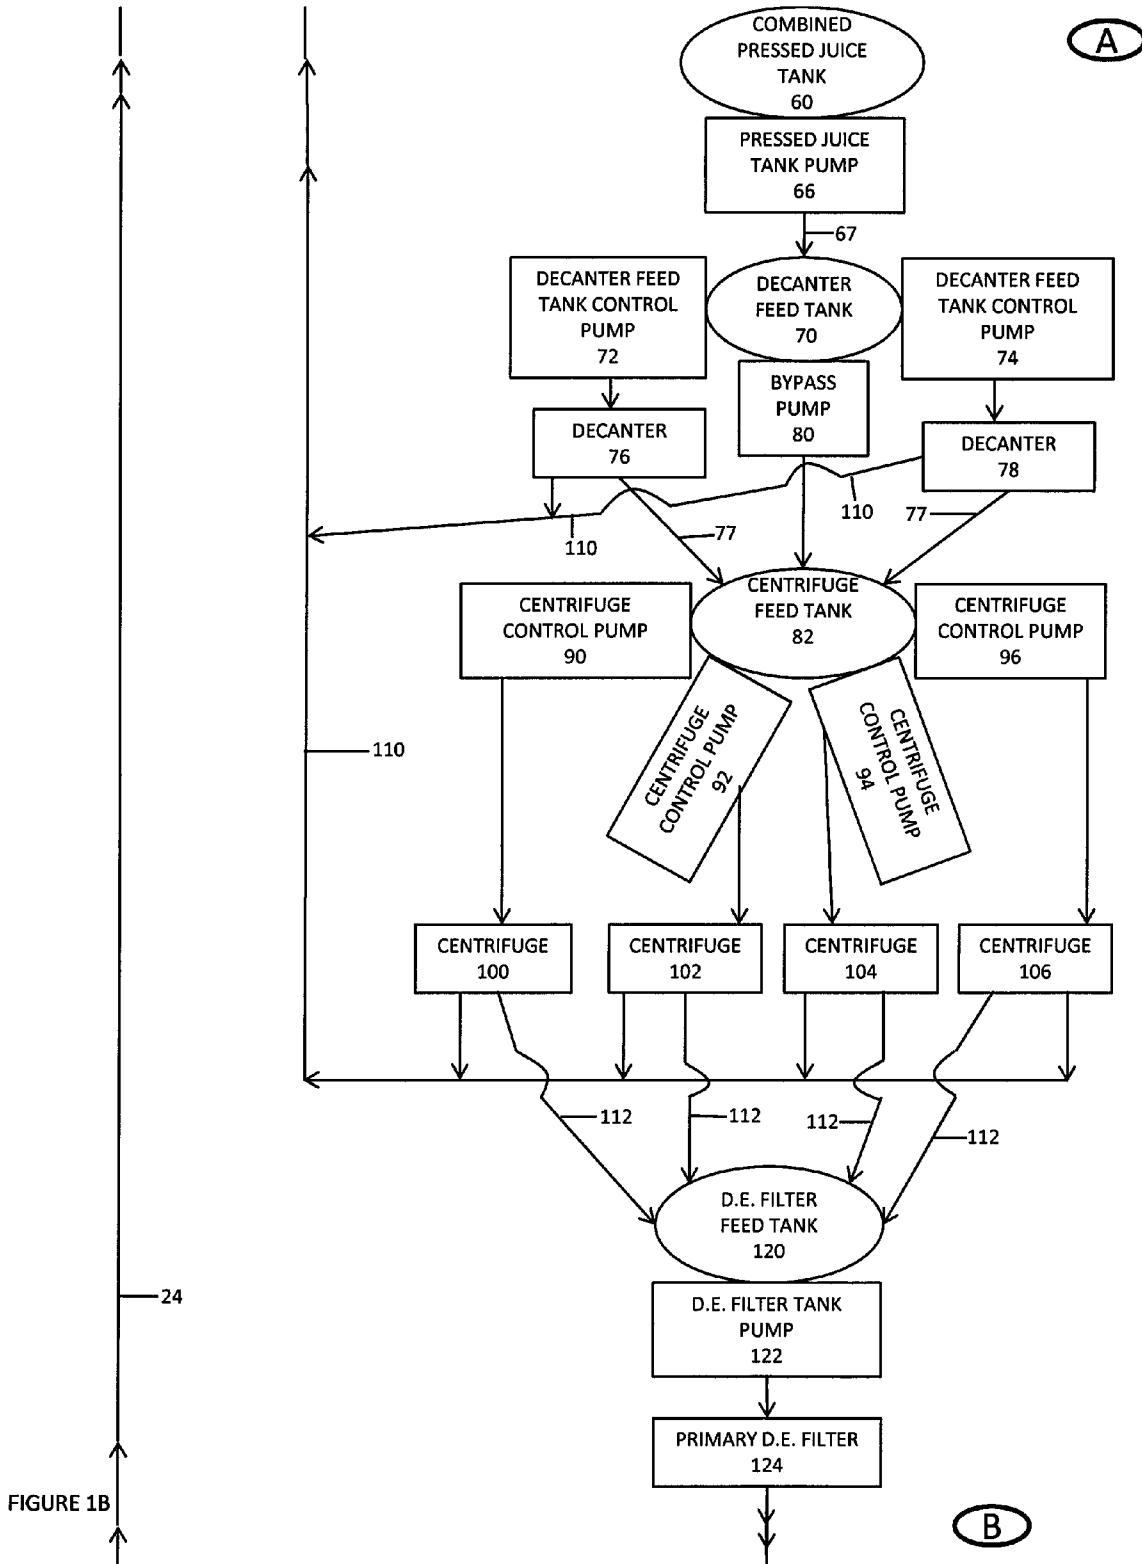 COMBINED
PRESSED JUICE
TANK
60
A
PRESSED JUICE
TANK PUMP
66
67
DECANTER FEED
TANK CONTROL
PUMP
72
DECANTER
FEED TANK
70
DECANTER FEED
TANK CONTROL
PUMP
74
BYPASS
PUMP
80
DECANTER
76
DECANTER
78
110
110
77
77
CENTRIFUGE
FEED TANK
82
CENTRIFUGE
CONTROL PUMP
90
CENTRIFUGE
CONTROL PUMP
96
CENTRIFUGE
CONTROL PUMP
92
CENTRIFUGE
CONTROL PUMP
94
110
CENTRIFUGE
100
CENTRIFUGE
102
CENTRIFUGE
104
CENTRIFUGE
106
112
112
112
112
D.E. FILTER
FEED TANK
120
24
D.E. FILTER TANK
PUMP
122
PRIMARY D.E. FILTER
124
FIGURE 1B
B